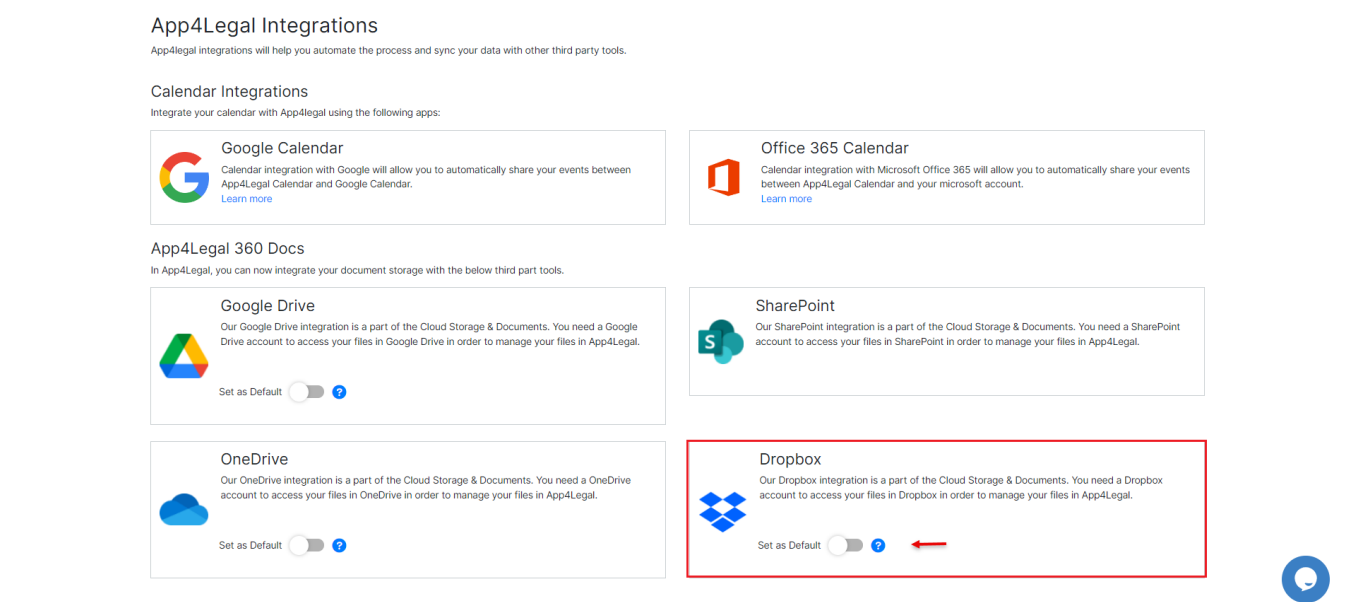 App4Legal Integrations
App4legal integrations will help you automate the process and sync your data with other third party tools.
Calendar Integrations
Integrate your calendar with App4legal using the following apps:
Google Calendar
Calendar integration with Google will allow you to automatically share your events between
App4Legal Calendar and Google Calendar.
Learn more
Office 365 Calendar
Calendar integration with Microsoft Office 365 will allow you to automatically share your events
between App4Legal Calendar and your microsoft account.
Learn more
App4Legal 360 Docs
In App4Legal, you can now integrate your document storage with the below third part tools.
Google Drive
Our Google Drive integration is a part of the Cloud Storage & Documents. You need a Google
Drive account to access your files in Google Drive in order to manage your files in App4Legal.
Set as Default ?
SharePoint
Our SharePoint integration is a part of the Cloud Storage & Documents. You need a SharePoint
account to access your files in SharePoint in order to manage your files in App4Legal.
S
OneDrive
Our OneDrive integration is a part of the Cloud Storage & Documents. You need a OneDrive
account to access your files in OneDrive in order to manage your files in App4Legal.
Set as Default ?
Dropbox
Our Dropbox integration is a part of the Cloud Storage & Documents. You need a Dropbox
account to access your files in Dropbox in order to manage your files in App4Legal.
Set as Default ?